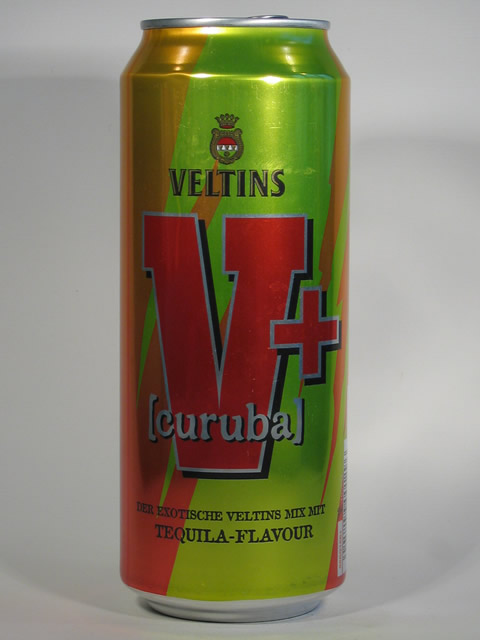 VELTINS
V+
[curuba]
DER EXOTISCHE VELTINS MIX MIT
TEQUILA-FLAVOUR